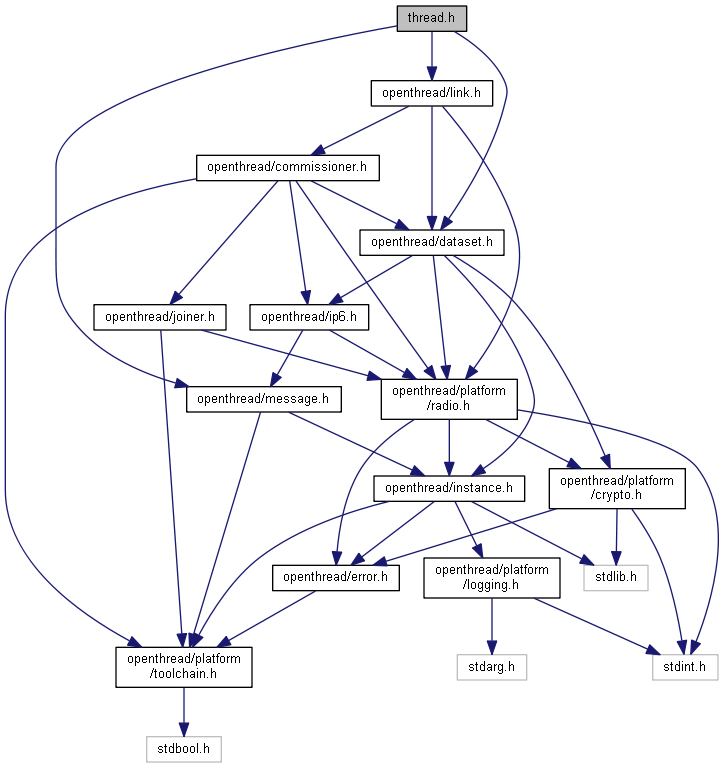 thread.h
openthread/link.h
openthread/commissioner.h
openthread/dataset.h
openthread/joiner.h
openthread/ip6.h
openthread/message.h
openthread/platform
/radio.h
openthread/instance.h
openthread/platform
/crypto.h
openthread/error.h
openthread/platform
/logging.h
stdlib.h
openthread/platform
/toolchain.h
stdarg.h
stdint.h
stdbool.h